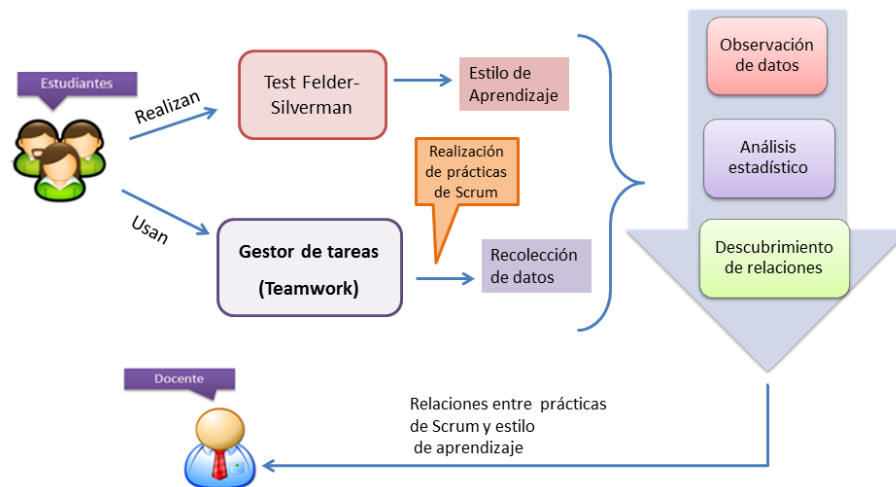 Estudiantes
Realizan
Test Felder-
Silverman
Estilo de
Aprendizaje
Realización
de prácticas
de Scrum
Usan
Gestor de tareas
(Teamwork)
Recolección
de datos
Observación
de datos
Análisis
estadístico
Descubrimiento
de relaciones
Docente
Relaciones entre prácticas
de Scrum y estilo
de aprendizaje